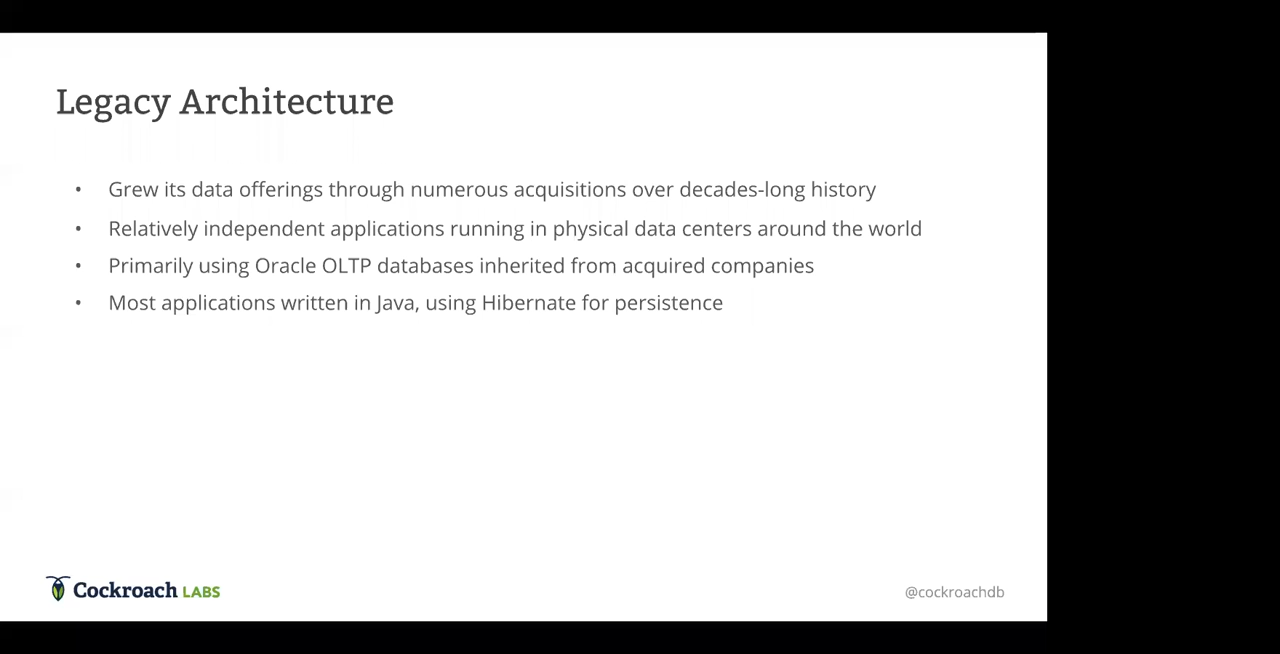 Legacy Architecture
• Grew its data offerings through numerous acquisitions over decades-long history
• Relatively independent applications running in physical data centers around the world
• Primarily using Oracle OLTP databases inherited from acquired companies
• Most applications written in Java, using Hibernate for persistence
Cockroach LABS
@cockroachdb